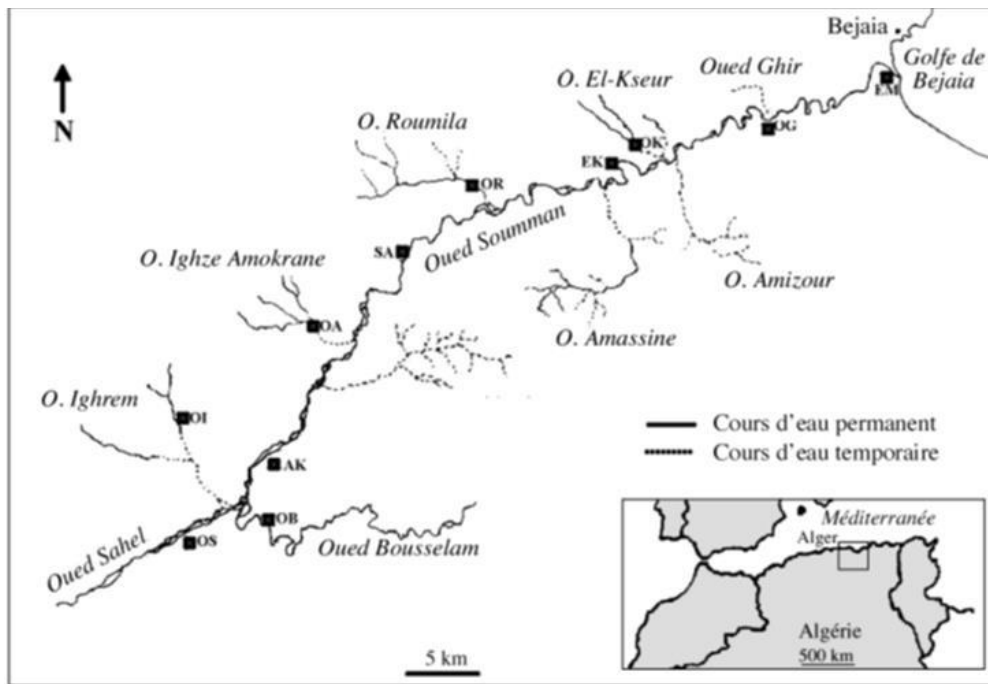 Bejaia
Golfe de
Bejaia
EM
Oued Ghir
OG
O. El-Kseur
OK
EK
N
O. Roumila
OR
Oued Soumman
SA
O. Ighze Amokrane
OA
O. Amizour
O. Amassine
O. Ighrem
OI
AK
OB
Oued Bousselam
OS
Oued Sahel
Cours d'eau permanent
Cours d'eau temporaire
5 km
Méditerranée
Alger
Algérie
500 km